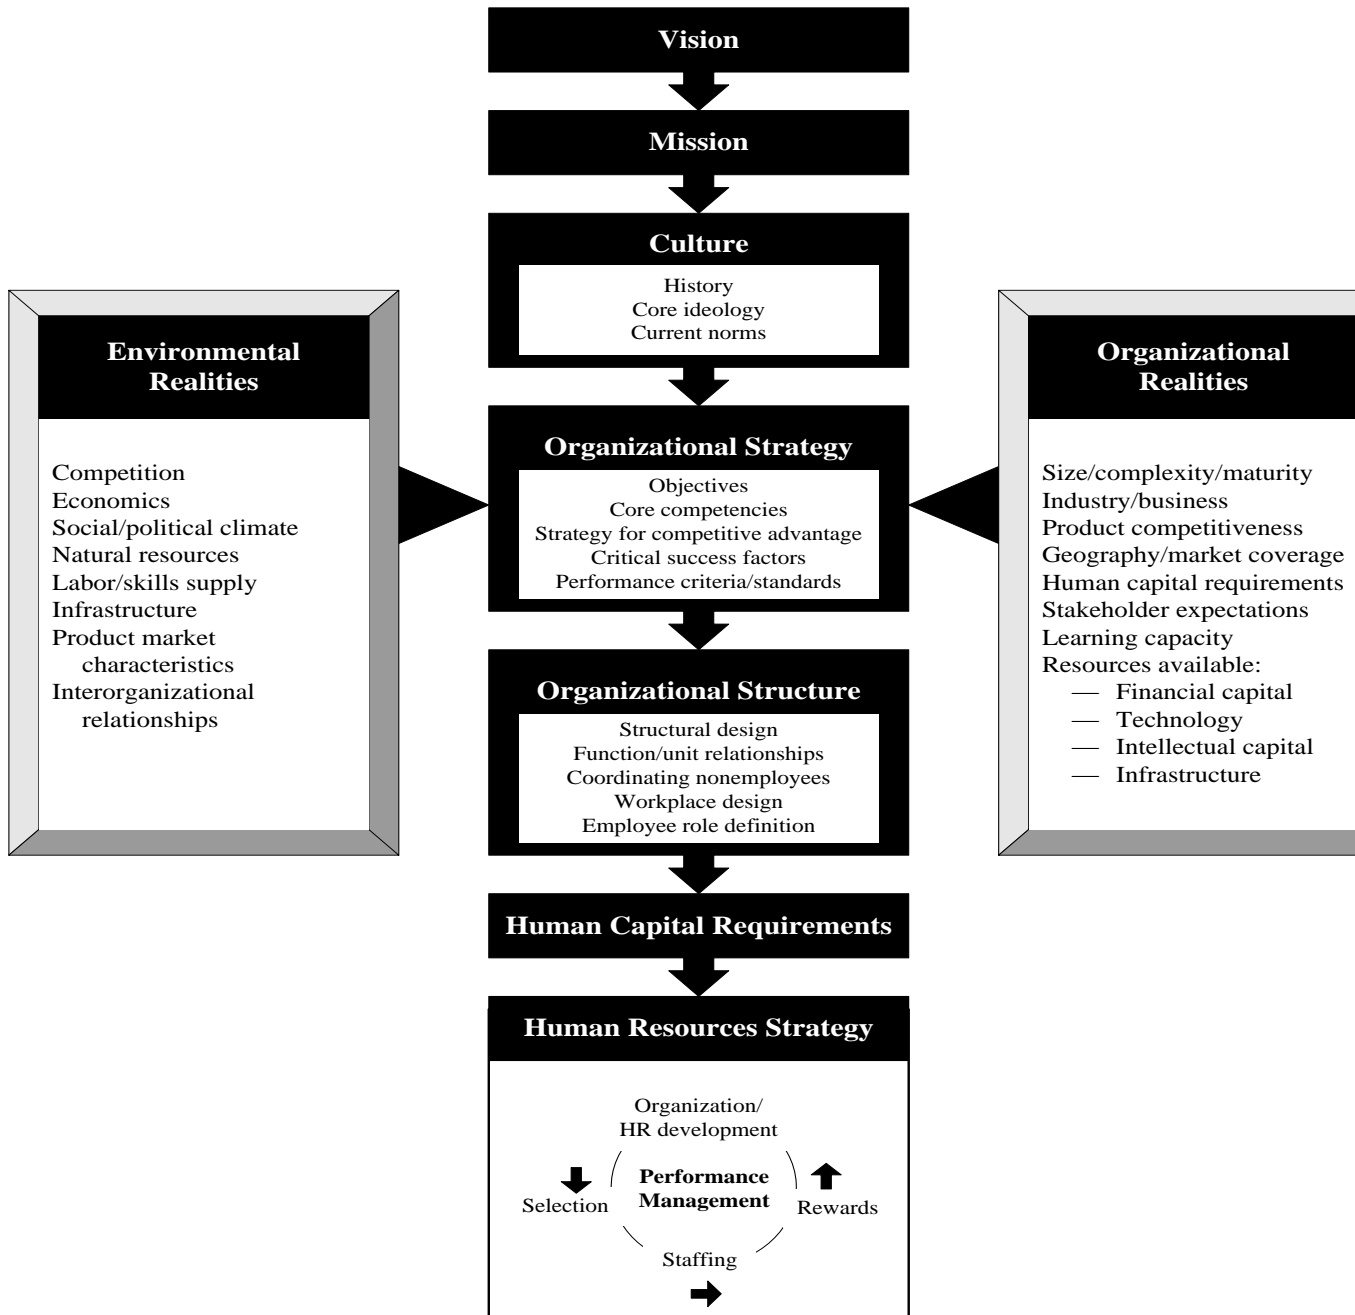 Vision
Mission
Culture
History
Core ideology
Current norms
Environmental
Realities
Competition
Economics
Social/political climate
Natural resources
Labor/skills supply
Infrastructure
Product market
characteristics
Interorganizational
relationships
Organizational Strategy
Objectives
Core competencies
Strategy for competitive advantage
Critical success factors
Performance criteria/standards
Organizational
Realities
Size/complexity/maturity
Industry/business
Product competitiveness
Geography/market coverage
Human capital requirements
Stakeholder expectations
Learning capacity
Resources available:
— Financial capital
— Technology
— Intellectual capital
— Infrastructure
Organizational Structure
Structural design
Function/unit relationships
Coordinating nonemployees
Workplace design
Employee role definition
Human Capital Requirements
Human Resources Strategy
Organization/
HR development
Performance
Management
Selection
Rewards
Staffing